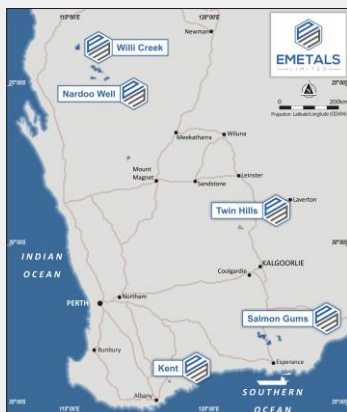 115°00'E
120°00'E
Newman
Willi Creek
EMETALS
LIMITED
Nardoo Well
25°00'S
0
200km
Projection: Latitude/Longitude (GDA94)
Meekatharra
Wiluna
Mount
Magnet
Sandstone
Leinster
Twin Hills
Laverton
30°00'S
INDIAN
OCEAN
KALGOORLIE
Coolgardie
PERTH
Northam
Salmon Gums
Bunbury
Kent
Esperance
Albany
SOUTHERN
OCEAN
115°00'E
120°00'E